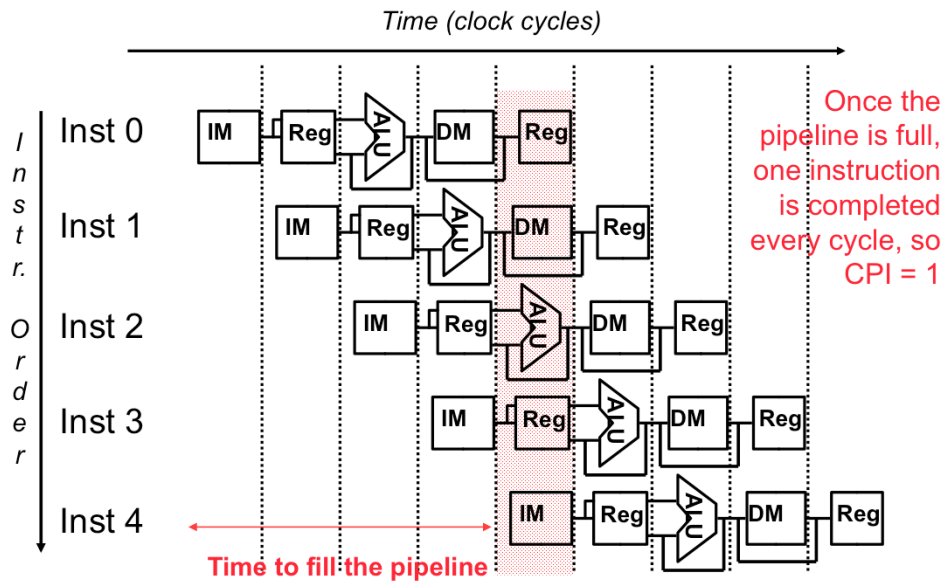 Time (clock cycles)
Instr. Order
Once the
pipeline is full,
one instruction
is completed
every cycle, so
CPI = 1
Inst 0 IM Reg ALU DM Reg
Inst 1 IM Reg ALU DM Reg
Inst 2 IM Reg ALU DM Reg
Inst 3 IM Reg ALU DM Reg
Inst 4 IM Reg ALU DM Reg
Time to fill the pipeline